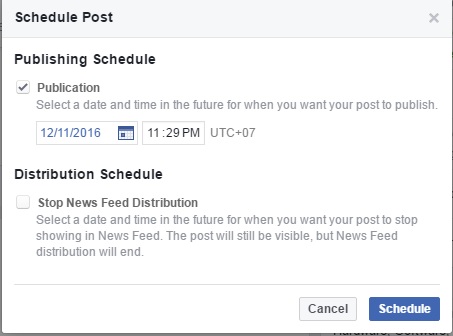 Schedule Post
Publishing Schedule
Publication
Select a date and time in the future for when you want your post to publish.
12/11/2016 11:29 PM UTC+07
Distribution Schedule
Stop News Feed Distribution
Select a date and time in the future for when you want your post to stop
showing in News Feed. The post will still be visible, but News Feed
distribution will end.
Cancel Schedule